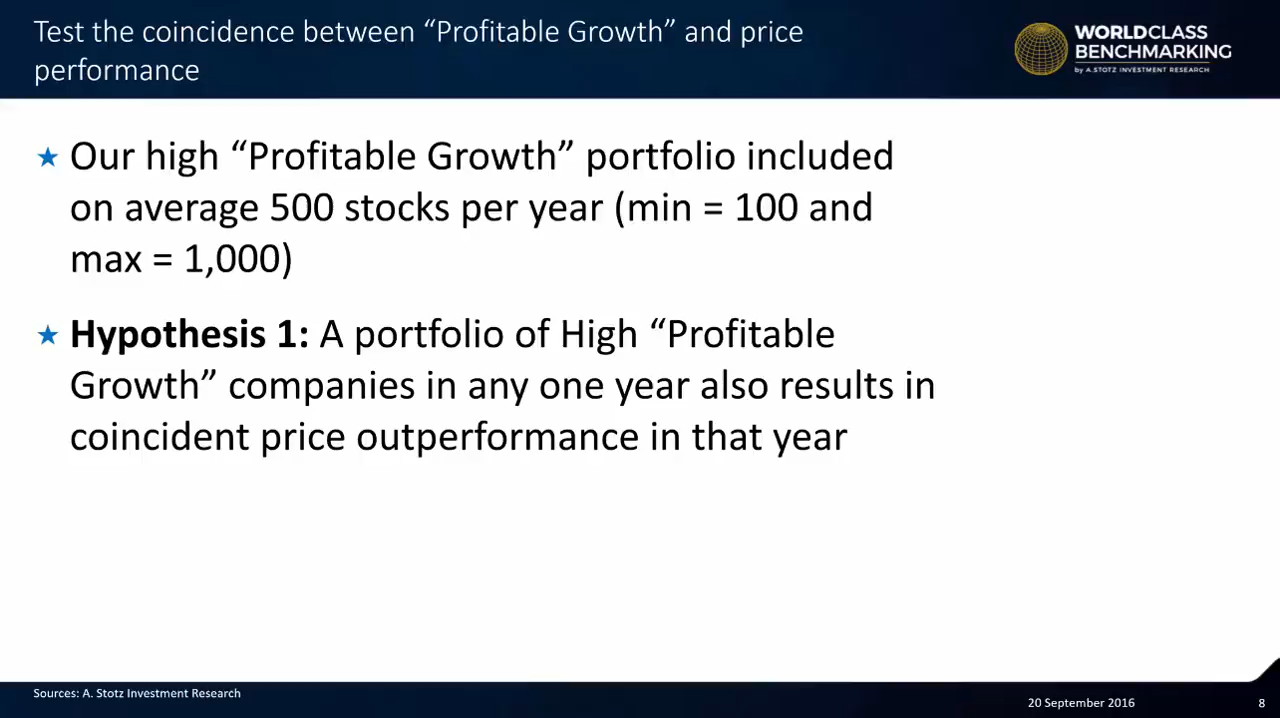 Test the coincidence between “Profitable Growth” and price
performance
WORLDCLASS
BENCHMARKING
by A.STOTZ INVESTMENT RESEARCH
Our high “Profitable Growth” portfolio included
on average 500 stocks per year (min = 100 and
max = 1,000)
Hypothesis 1: A portfolio of High “Profitable
Growth” companies in any one year also results in
coincident price outperformance in that year
Sources: A. Stotz Investment Research
20 September 2016
8